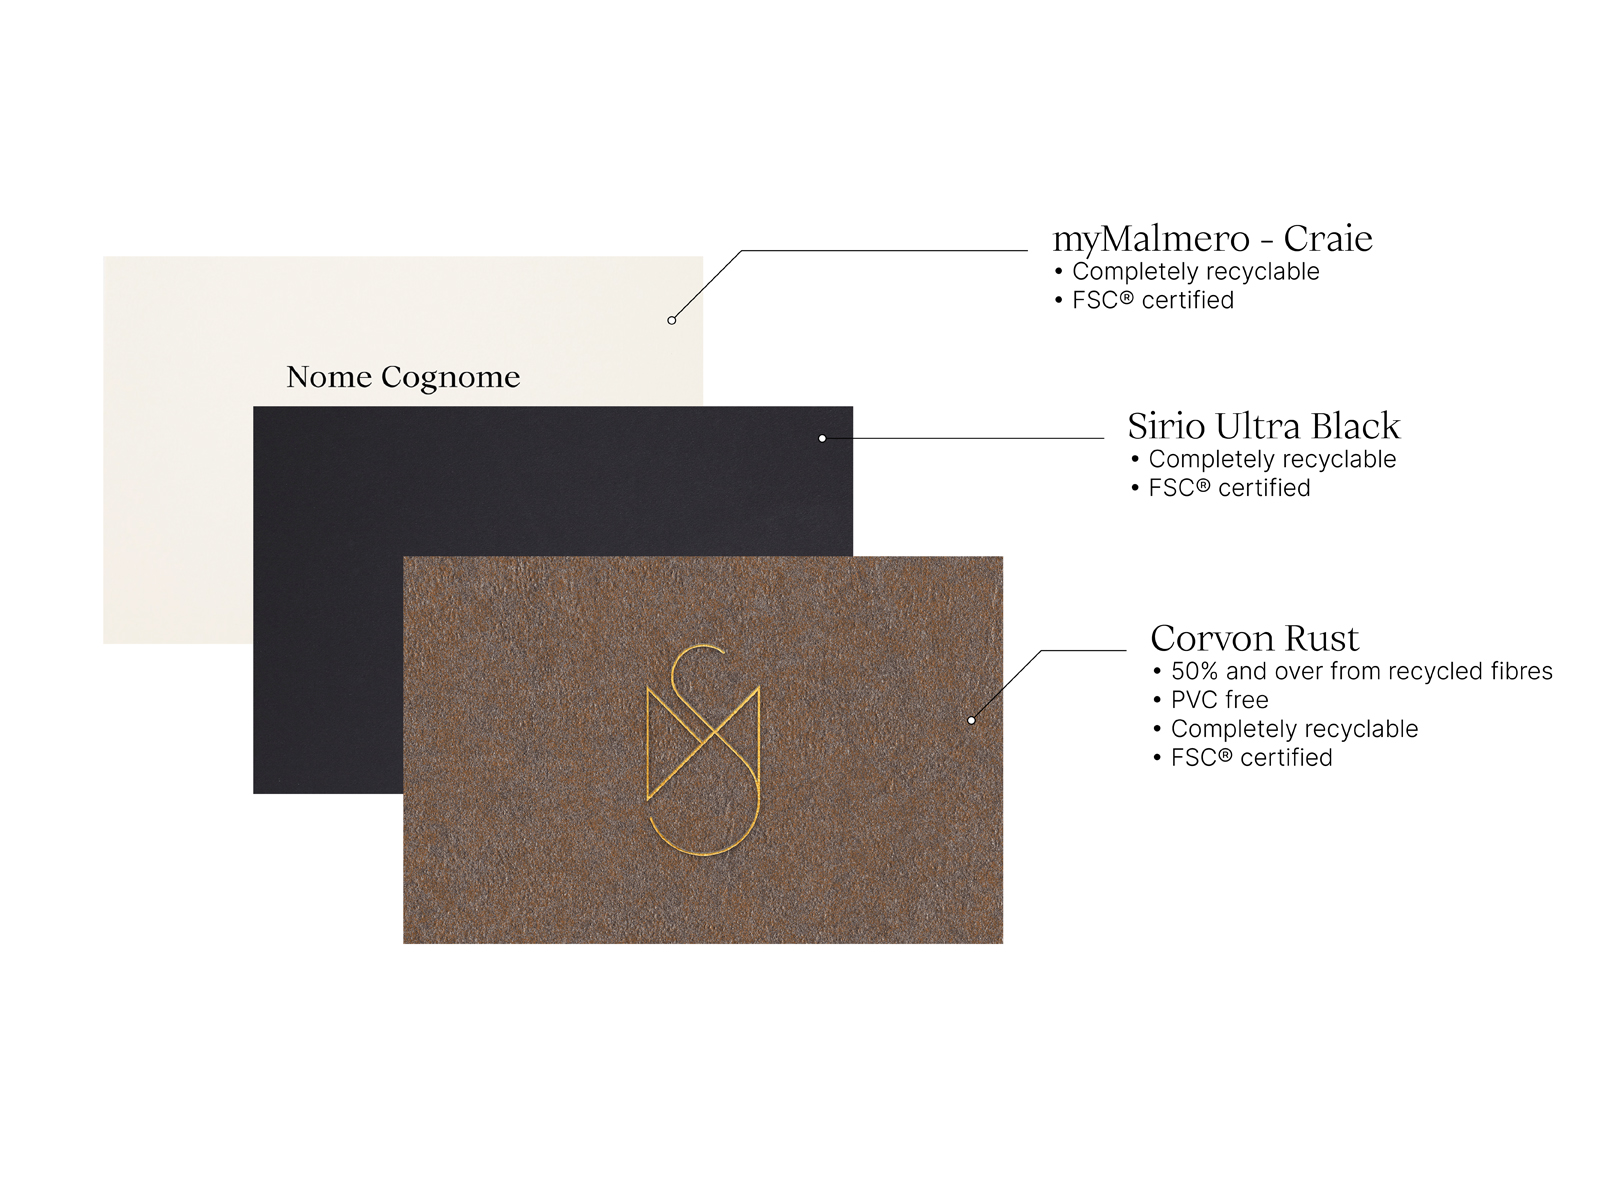 myMalmero - Craie
• Completely recyclable
• FSC® certified
Nome Cognome
Sirio Ultra Black
• Completely recyclable
• FSC® certified
Corvon Rust
• 50% and over from recycled fibres
• PVC free
• Completely recyclable
• FSC® certified